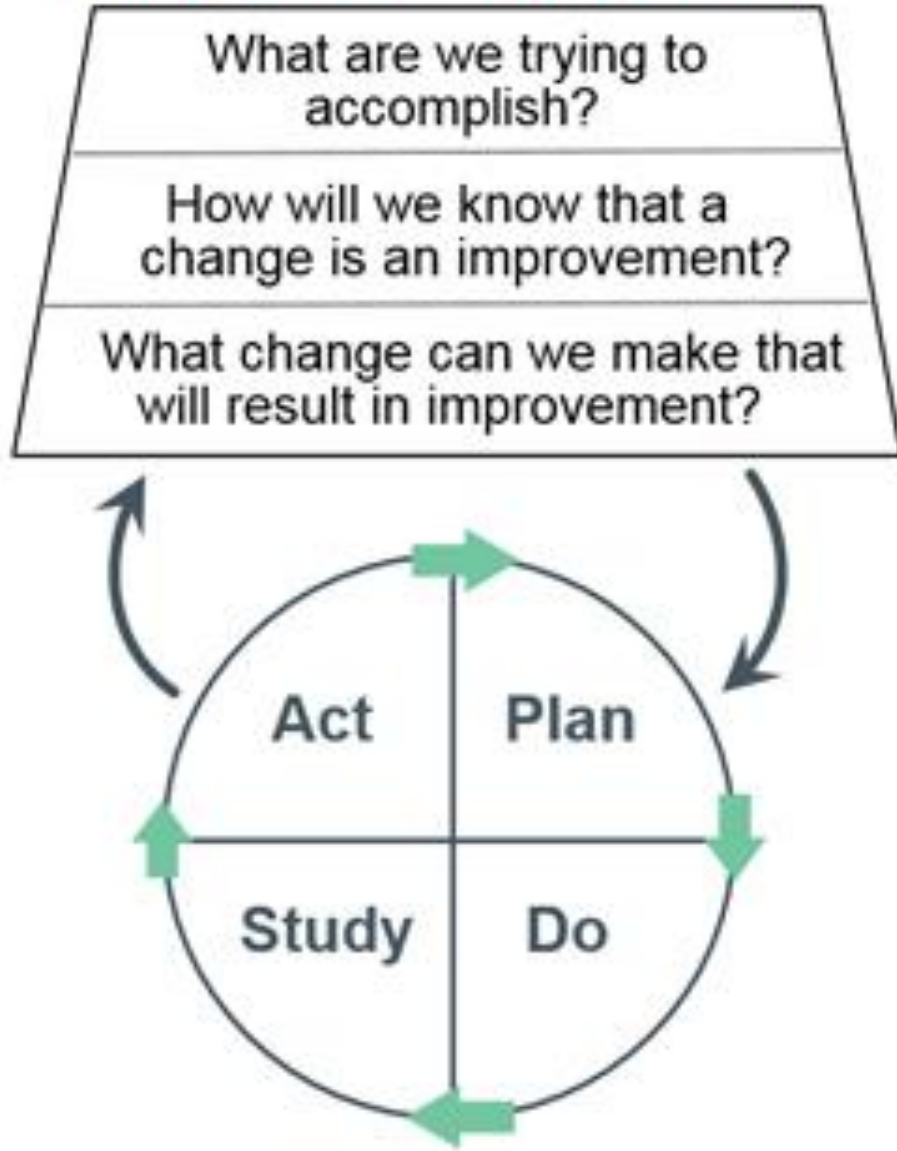 What are we trying to
accomplish?
How will we know that a
change is an improvement?
What change can we make that
will result in improvement?
Act
Plan
Study
Do